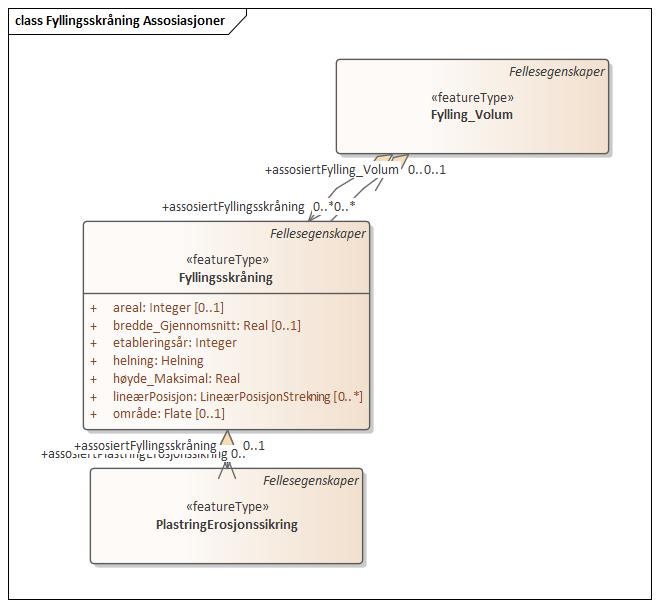 class Fyllingsskråning Assosiasjoner
Fellesegenskaper
«featureType»
Fylling_Volum
+assosiertFylling_Volum 0..0..1
+assosiertFyllingsskråning 0..*0..*
Fellesegenskaper
«featureType»
Fyllingsskråning
+ areal: Integer [0..1]
+ bredde_Gjennomsnitt: Real [0..1]
+ etableringsår: Integer
+ helning: Helning
+ høyde_Maksimal: Real
+ lineærPosisjon: LineærPosisjonStrekning [0..*]
+ område: Flate [0..1]
+assosiertFyllingsskråning 0..1
+assosiertPlastringErosjonssikring 0..
Fellesegenskaper
«featureType»
PlastringErosjonssikring